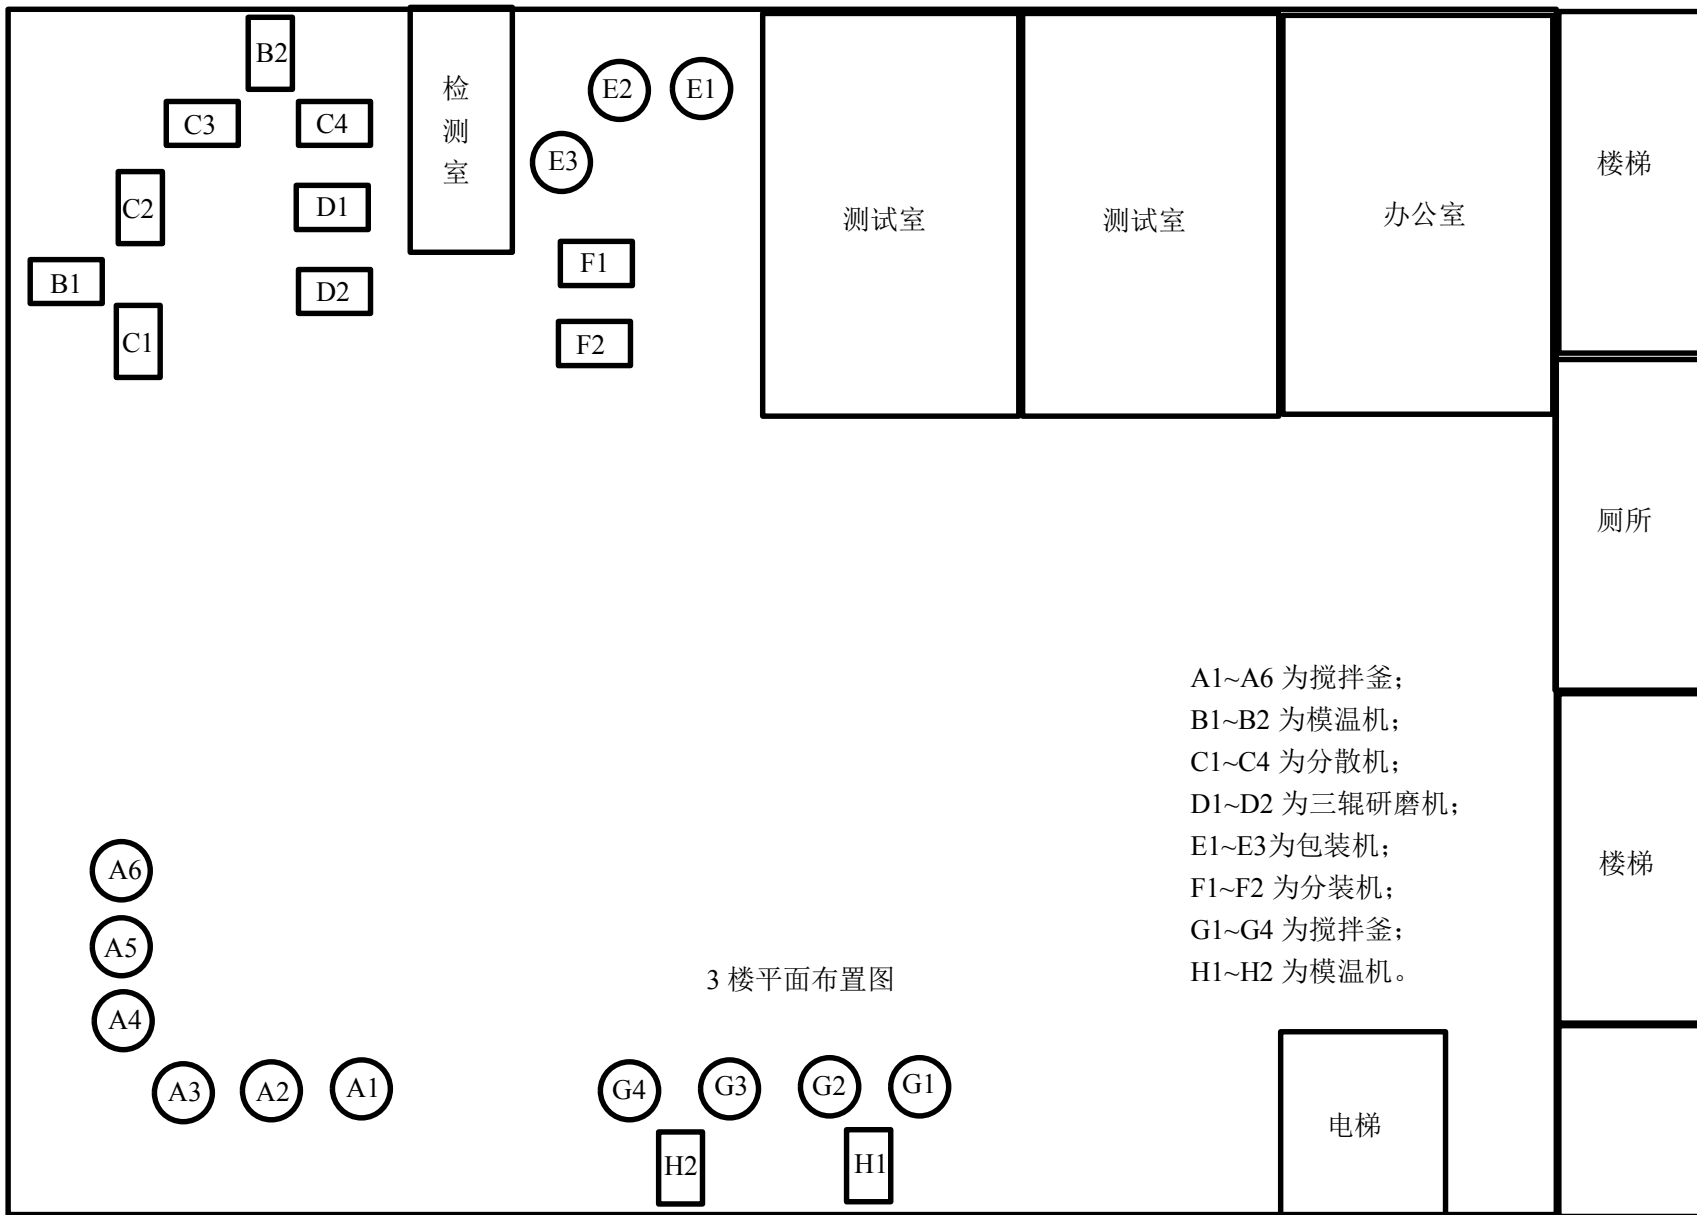 B2
C3
C4
C2
D1
B1
D2
C1
检
测
室
E2
E1
E3
F1
F2
测试室
测试室
办公室
楼梯
厕所
楼梯
A1~A6 为搅拌釜；
B1~B2 为模温机；
C1~C4 为分散机；
D1~D2 为三辊研磨机；
E1~E3为包装机；
F1~F2 为分装机；
G1~G4 为搅拌釜；
H1~H2 为模温机。
A6
A5
A4
A3
A2
A1
3 楼平面布置图
G4
G3
G2
G1
H2
H1
电梯